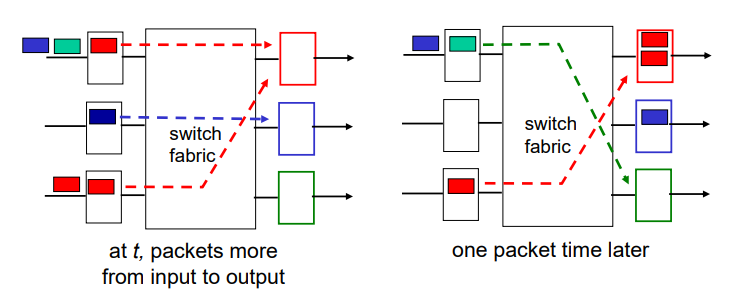 switch
fabric
at t, packets more
from input to output
switch
fabric
one packet time later